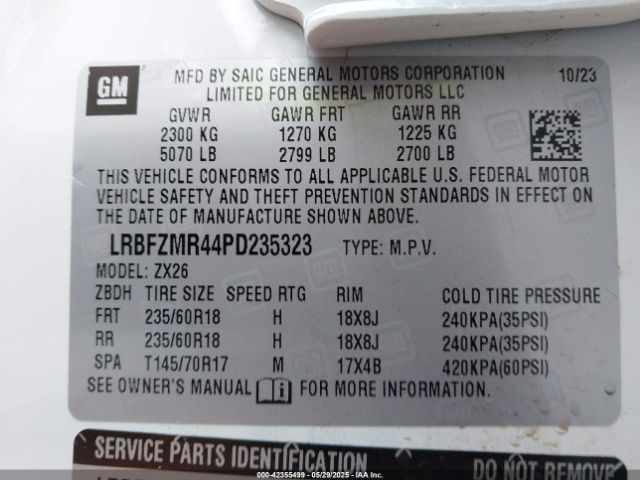 GM
MFD BY SAIC GENERAL MOTORS CORPORATION 10/23
LIMITED FOR GENERAL MOTORS LLC
GVWR GAWR FRT GAWR RR
2300 KG 1270 KG 1225 KG
5070 LB 2799 LB 2700 LB
THIS VEHICLE CONFORMS TO ALL APPLICABLE U.S. FEDERAL MOTOR
VEHICLE SAFETY AND THEFT PREVENTION STANDARDS IN EFFECT ON
THE DATE OF MANUFACTURE SHOWN ABOVE.
LRBFZMR44PD235323 TYPE: M.P.V.
MODEL: ZX26
ZBDH TIRE SIZE SPEED RTG RIM COLD TIRE PRESSURE
FRT 235/60R18 H 18X8J 240KPA(35PSI)
RR 235/60R18 H 18X8J 240KPA(35PSI)
SPA T145/70R17 M 17X4B 420KPA(60PSI)
SEE OWNER'S MANUAL FOR MORE INFORMATION.
SERVICE PARTS IDENTIFICATION DO NOT REMOVE
000-42355499 - 05/29/2025 - IAAI.COM